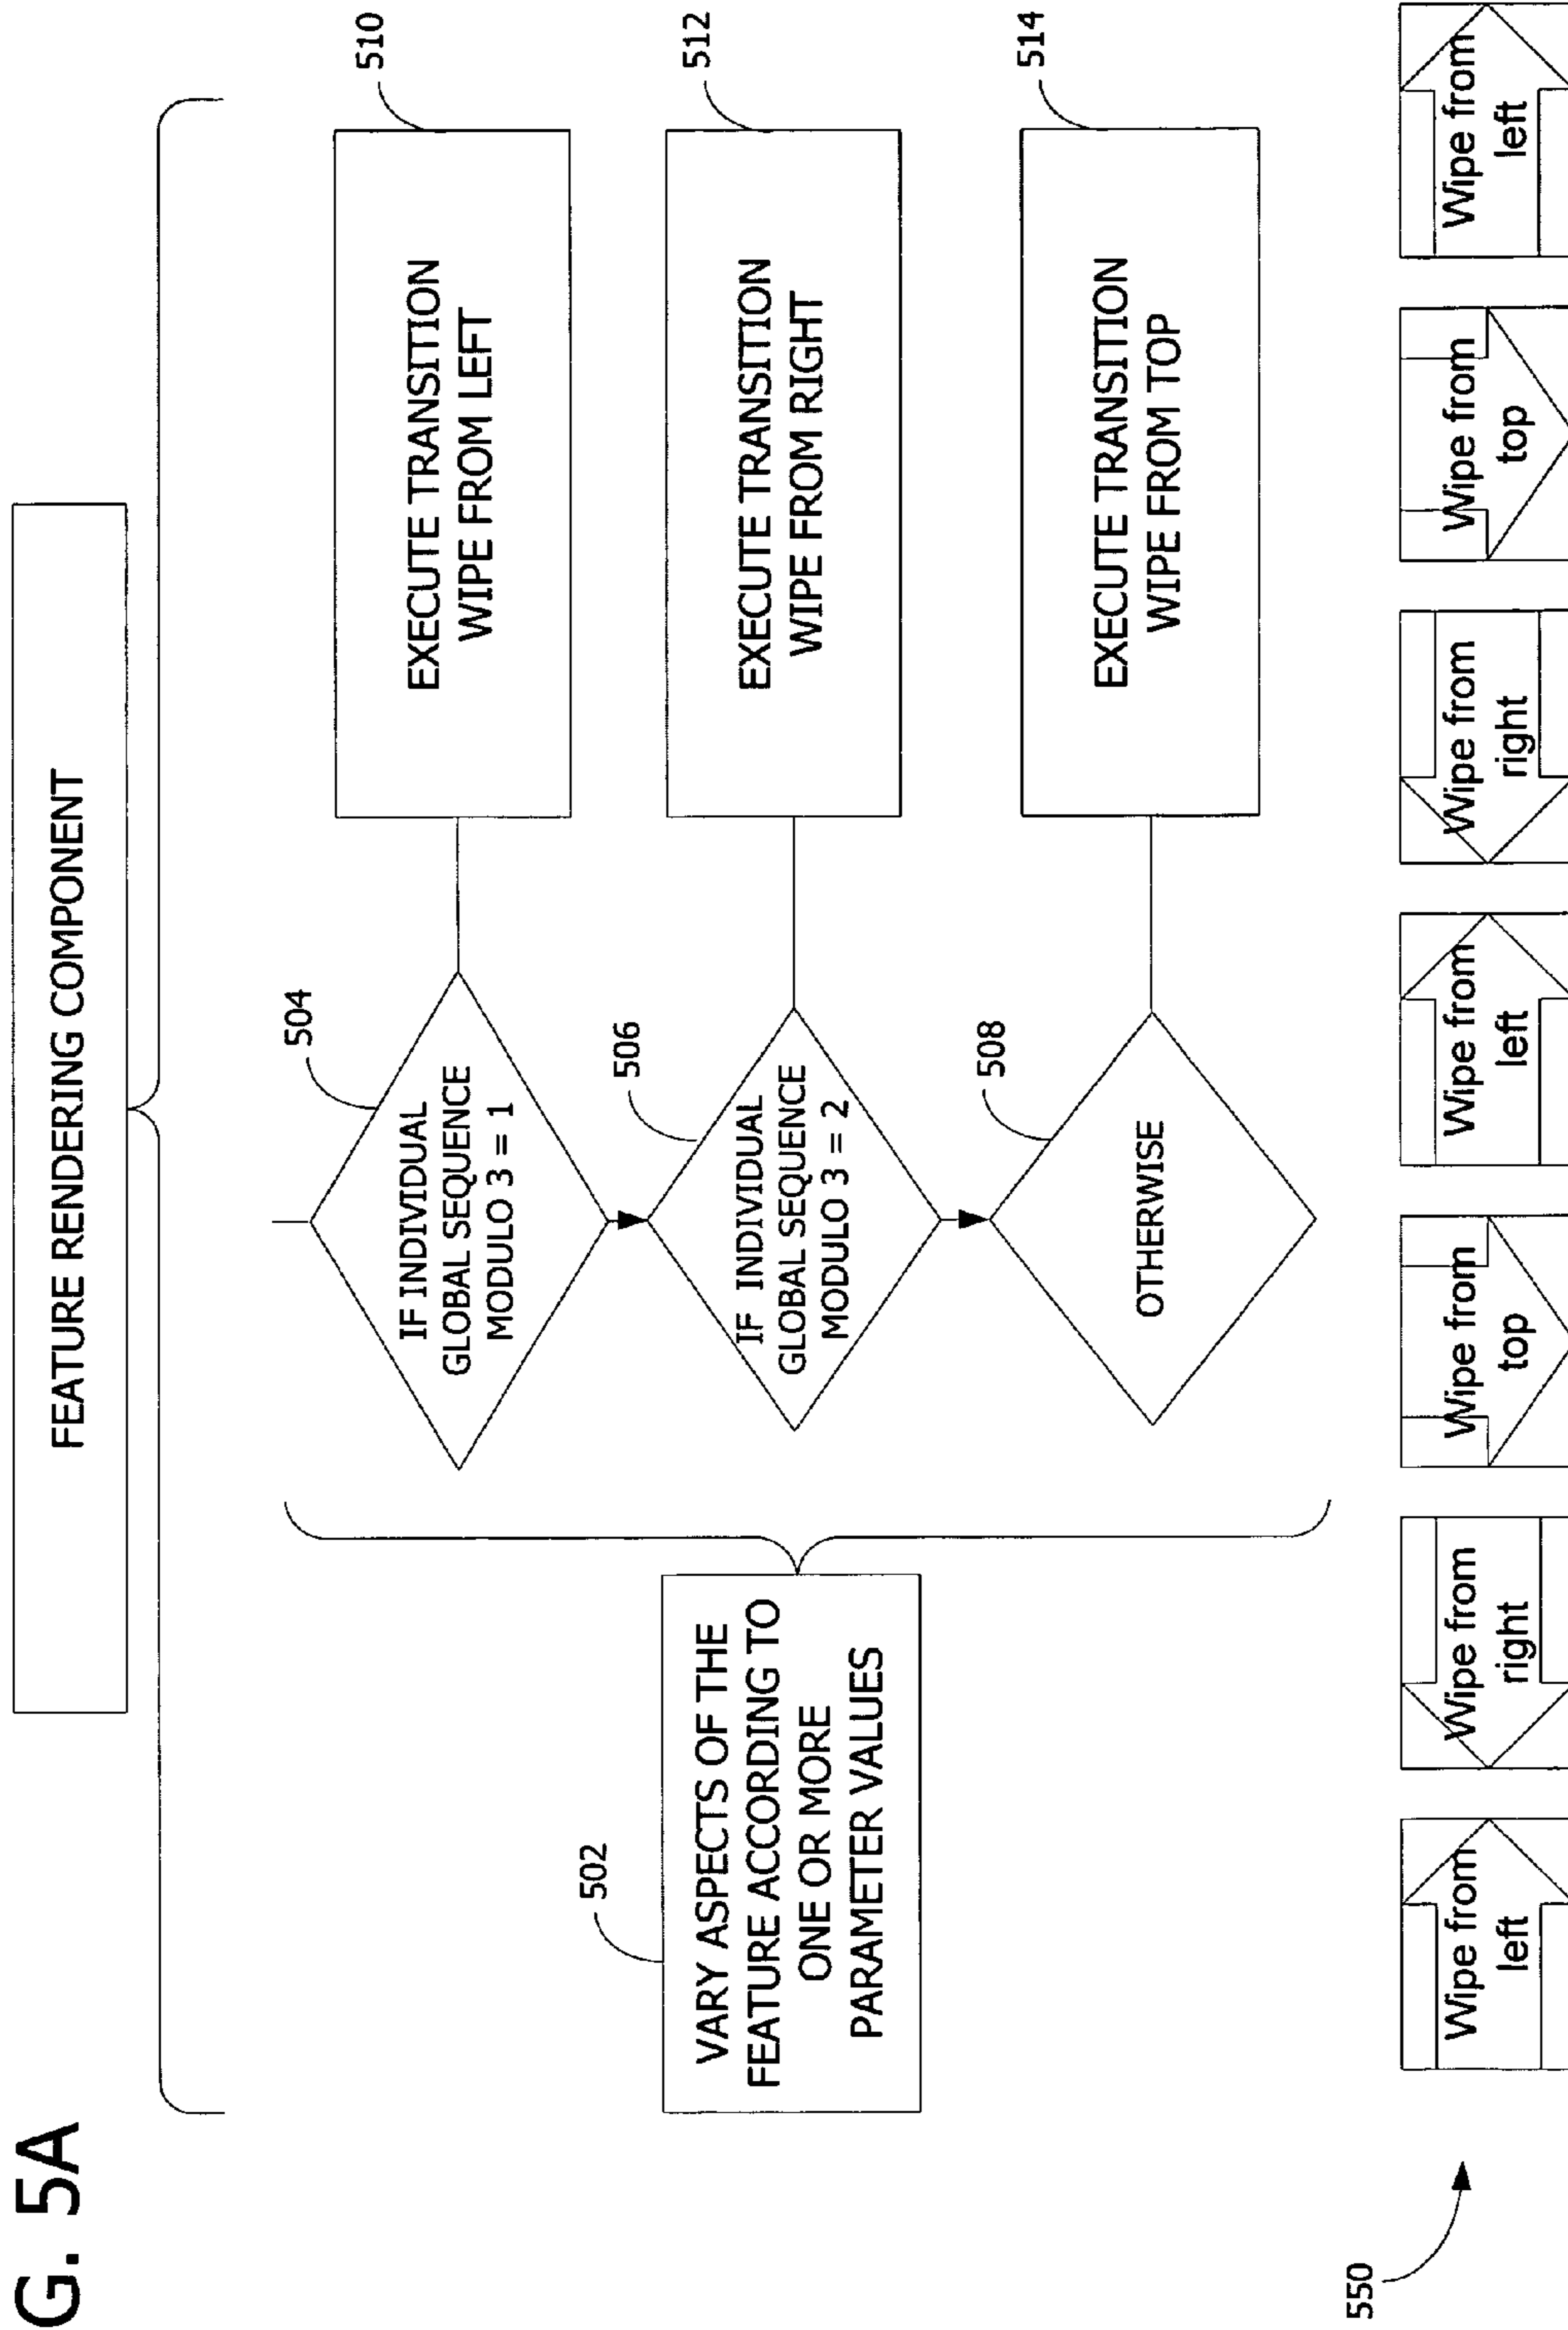 G. 5A
FEATURE RENDERING COMPONENT
502
VARY ASPECTS OF THE
FEATURE ACCORDING TO
ONE OR MORE
PARAMETER VALUES
504
IF INDIVIDUAL
GLOBAL SEQUENCE
MODULO 3 = 1
510
EXECUTE TRANSITION
WIPE FROM LEFT
506
IF INDIVIDUAL
GLOBAL SEQUENCE
MODULO 3 = 2
512
EXECUTE TRANSITION
WIPE FROM RIGHT
508
OTHERWISE
514
EXECUTE TRANSITION
WIPE FROM TOP
550
Wipe from
left
Wipe from
right
Wipe from
top
Wipe from
left
Wipe from
right
Wipe from
top
Wipe from
left